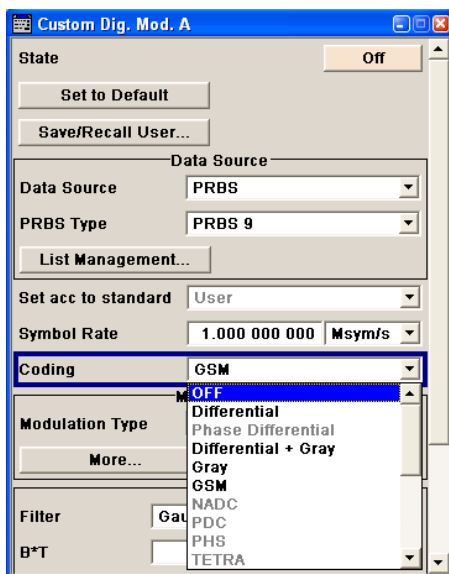 Custom Dig. Mod. A
State Off
Set to Default
Save/Recall User...
Data Source
Data Source PRBS
PRBS Type PRBS 9
List Management...
Set acc to standard User
Symbol Rate 1.000 000 000 Msym/s
Coding GSM
OFF
Modulation Type
Differential
Phase Differential
Differential + Gray
More...
Gray
GSM
NADC
Filter
PDC
PHS
B*T
TETRA